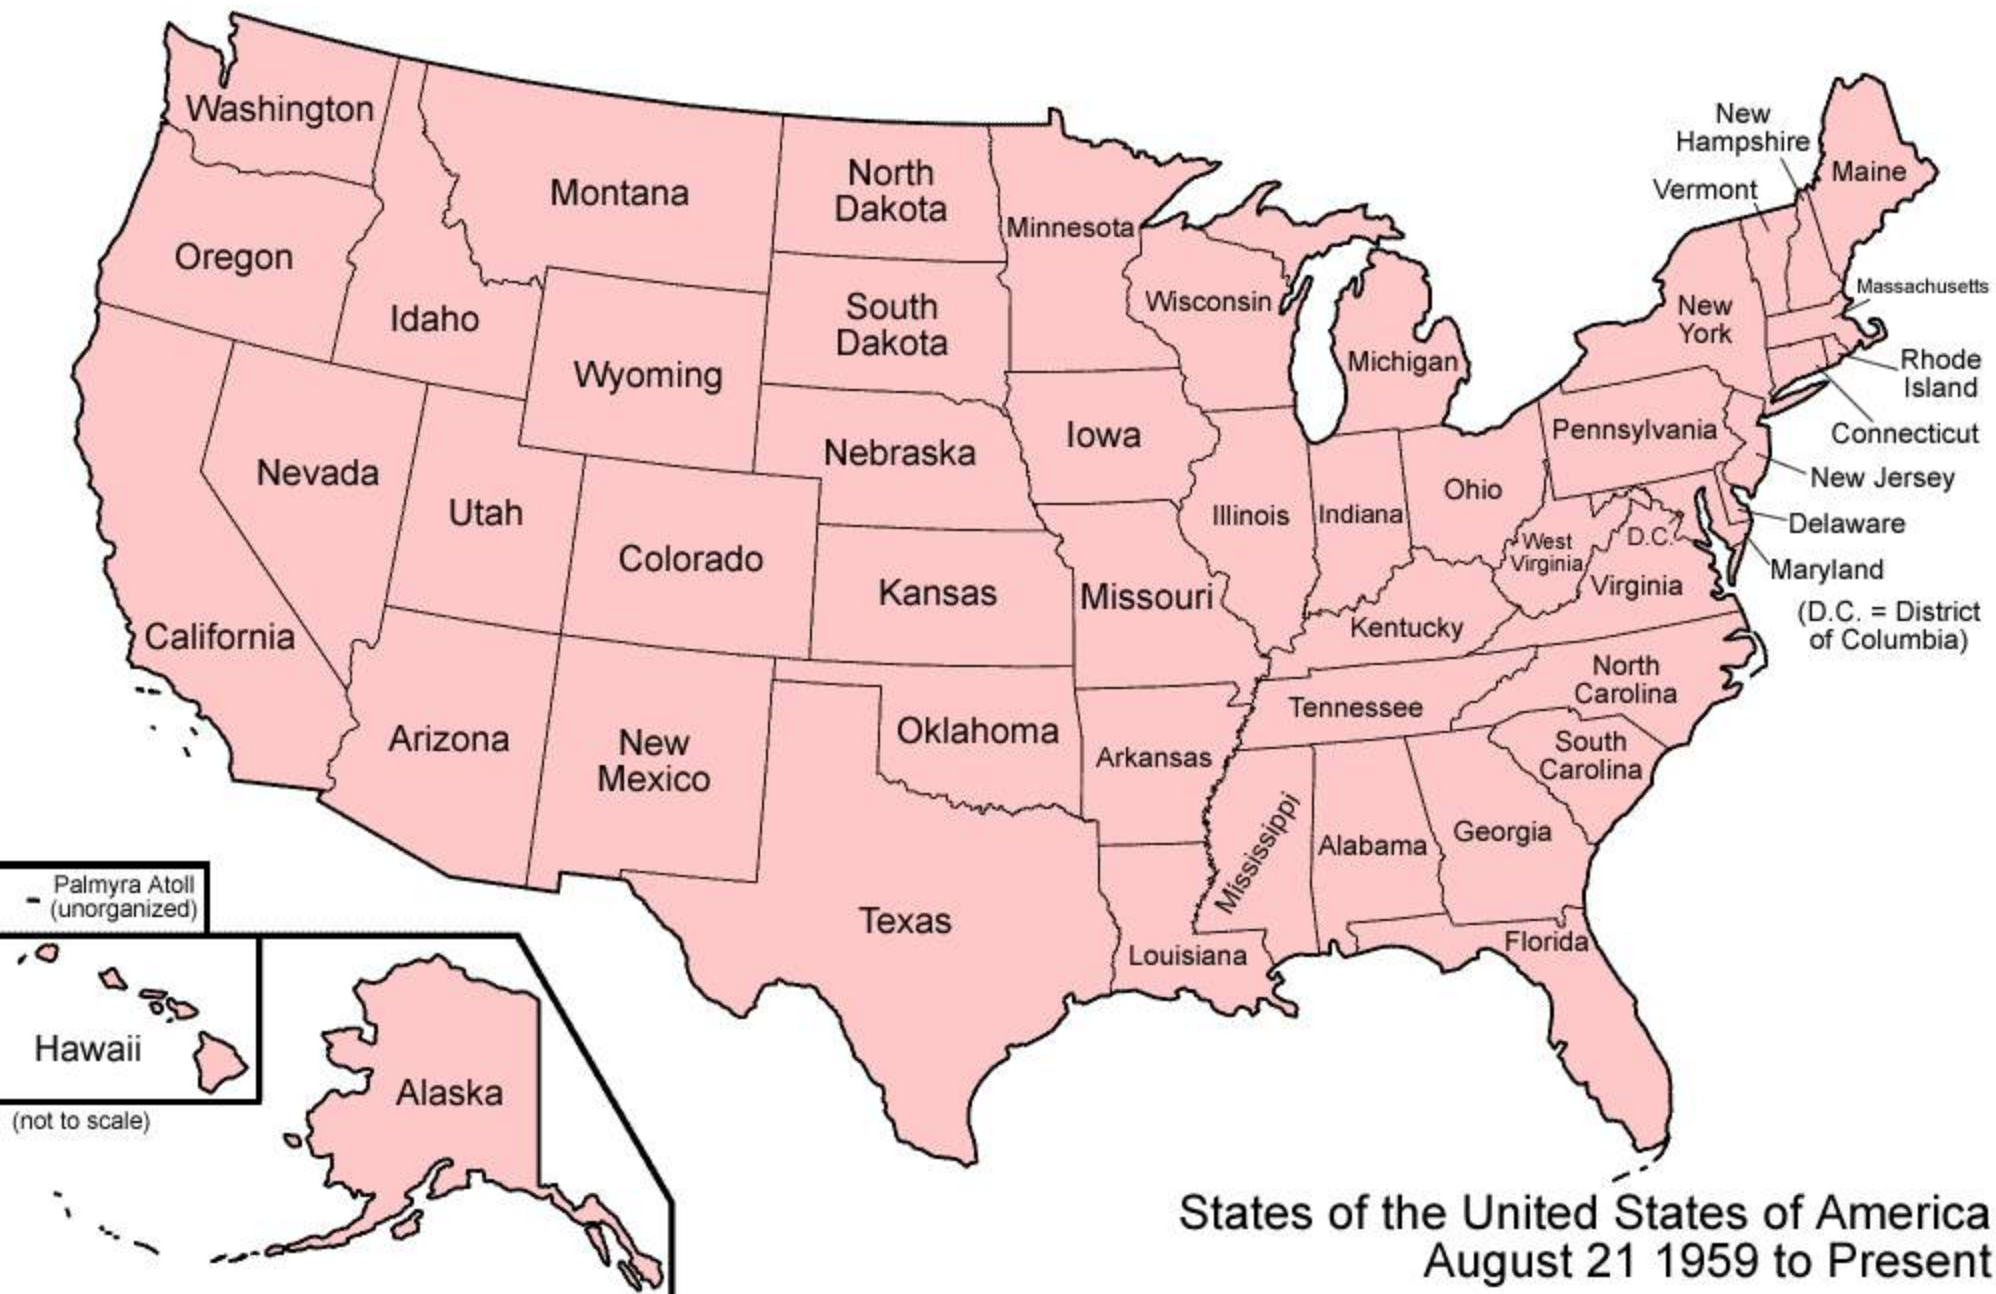 Washington
Montana
North
Dakota
Minnesota
New
Hampshire
Maine
Vermont
Oregon
Idaho
South
Dakota
Wisconsin
Michigan
New
York
Massachusetts
Rhode
Island
Connecticut
Wyoming
Nebraska
Iowa
Pennsylvania
New Jersey
Nevada
Utah
Colorado
Kansas
Missouri
Illinois
Indiana
Ohio
West
Virginia
D.C.
Virginia
Delaware
Maryland
(D.C. = District
of Columbia)
California
Kentucky
Arizona
New
Mexico
Oklahoma
Arkansas
Tennessee
North
Carolina
South
Carolina
Mississippi
Alabama
Georgia
Texas
Louisiana
Florida
Palmyra Atoll
(unorganized)
Hawaii
(not to scale)
Alaska
States of the United States of America
August 21 1959 to Present